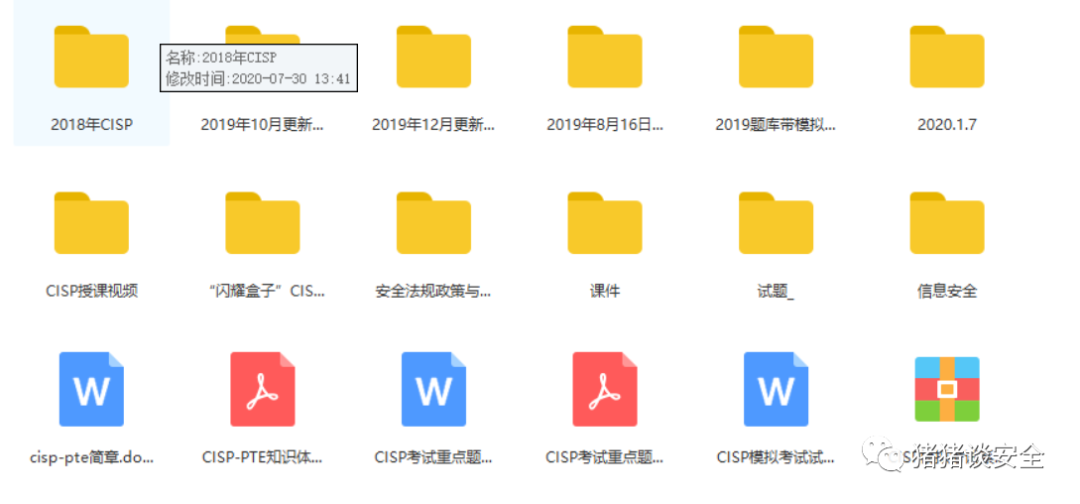 名称:2018年CISP
修改时间:2020-07-30 13:41
2018年CISP
2019年10月更新...
2019年12月更新...
2019年8月16日...
2019题库带模拟...
2020.1.7
CISP授课视频
“闪耀盒子”CIS...
安全法规政策与...
课件
试题_
信息安全
W
W
W
cisp-pte简章.do...
CISP-PTE知识体...
CISP考试重点题...
CISP考试重点题...
CISP模拟考试试...
猪猪谈安全